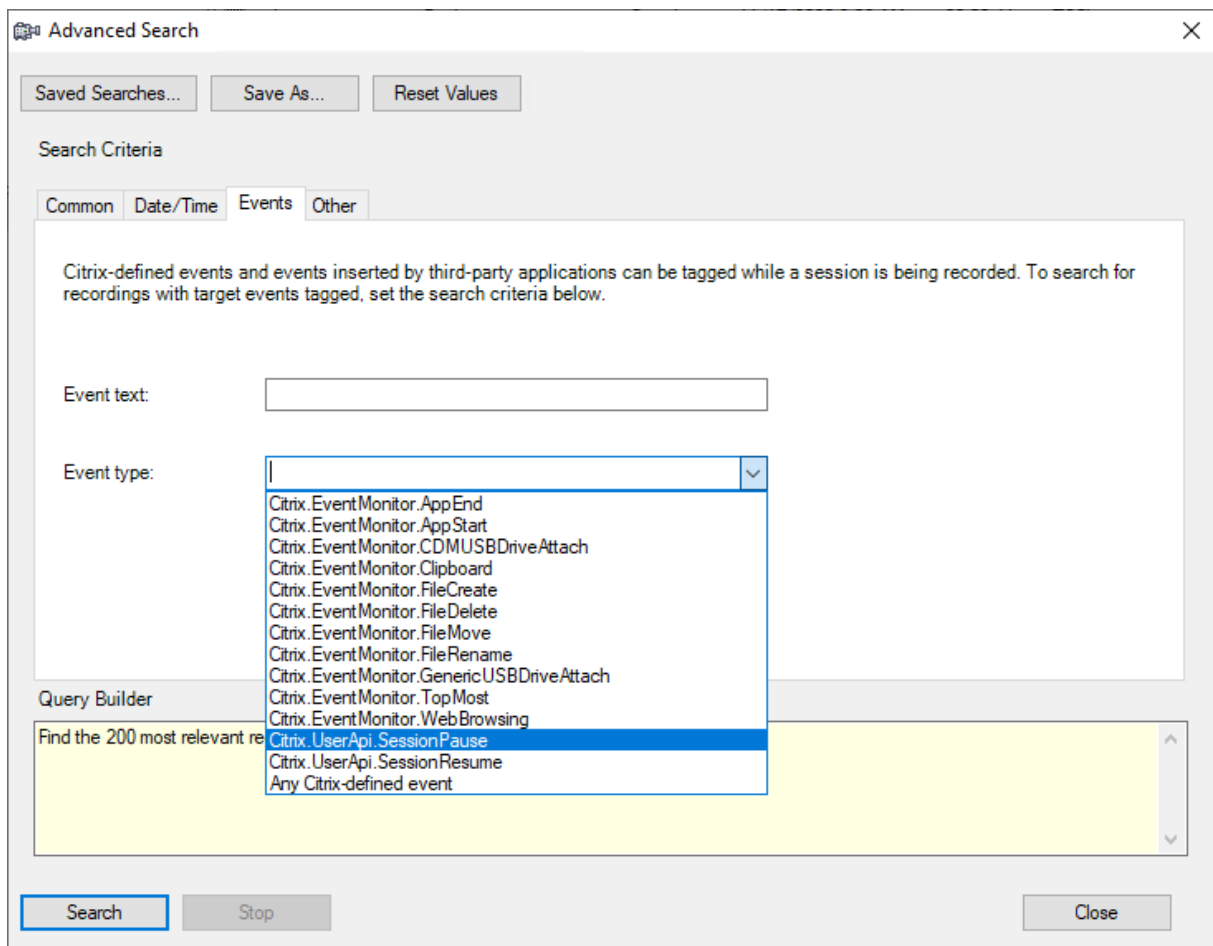 Advanced Search
Saved Searches...
Save As...
Reset Values
Search Criteria
Common
Date/Time
Events
Other
Citrix-defined events and events inserted by third-party applications can be tagged while a session is being recorded. To search for
recordings with target events tagged, set the search criteria below.
Event text:
Event type:
Citrix.EventMonitor.AppEnd
Citrix.EventMonitor.AppStart
Citrix.EventMonitor.CDMUSBDriveAttach
Citrix.EventMonitor.Clipboard
Citrix.EventMonitor.FileCreate
Citrix.EventMonitor.FileDelete
Citrix.EventMonitor.FileMove
Citrix.EventMonitor.FileRename
Citrix.EventMonitor.GenericUSBDriveAttach
Citrix.EventMonitor.TopMost
Citrix.EventMonitor.WebBrowsing
Citrix.UserApi.SessionPause
Citrix.UserApi.SessionResume
Any Citrix-defined event
Query Builder
Find the 200 most relevant re
Search
Stop
Close